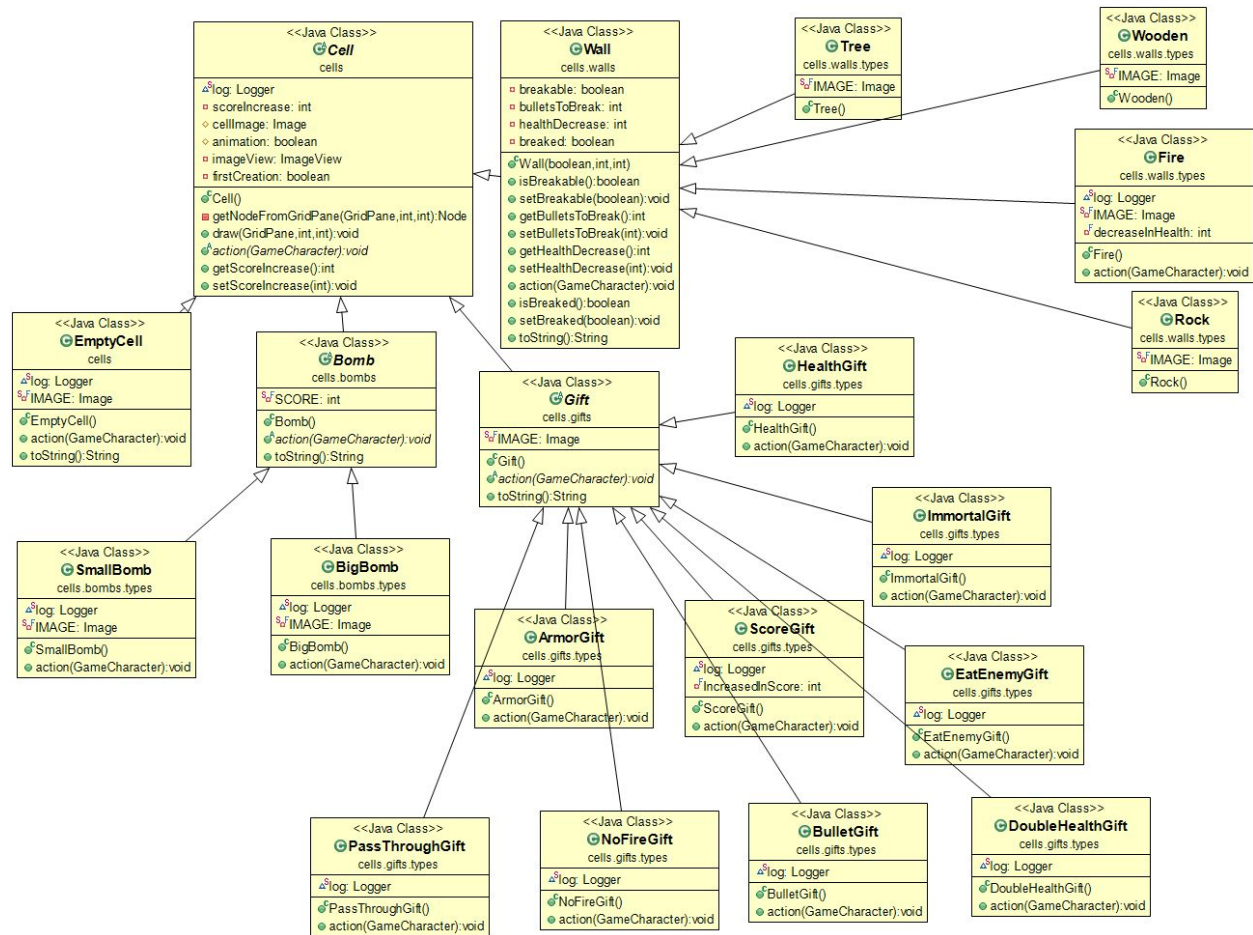 <<Java Class>>
Cell
cells
log: Logger
scoreIncrease: int
cellImage: Image
animation: boolean
imageView: ImageView
firstCreation: boolean
Cell()
getNodeFromGridPane(GridPane,int,int):Node
draw(GridPane,int,int):void
action(GameCharacter):void
getScoreIncrease():int
setScoreIncrease(int):void
<<Java Class>>
Wall
cells.walls
breakable: boolean
bulletsToBreak: int
healthDecrease: int
breaked: boolean
Wall(boolean,int,int)
isBreakable():boolean
setBreakable(boolean):void
getBulletsToBreak():int
setBulletsToBreak(int):void
getHealthDecrease():int
setHealthDecrease(int):void
action(GameCharacter):void
isBreaked():boolean
setBreaked(boolean):void
toString():String
<<Java Class>>
Tree
cells.walls.types
IMAGE: Image
Tree()
<<Java Class>>
Wooden
cells.walls.types
IMAGE: Image
Wooden()
<<Java Class>>
Fire
cells.walls.types
log: Logger
IMAGE: Image
decreaseInHealth: int
Fire()
action(GameCharacter):void
<<Java Class>>
Rock
cells.walls.types
IMAGE: Image
Rock()
<<Java Class>>
EmptyCell
cells
log: Logger
IMAGE: Image
EmptyCell()
action(GameCharacter):void
toString():String
<<Java Class>>
Bomb
cells.bombs
SCORE: int
Bomb()
action(GameCharacter):void
toString():String
<<Java Class>>
Gift
cells.gifts
IMAGE: Image
Gift()
action(GameCharacter):void
toString():String
<<Java Class>>
HealthGift
cells.gifts.types
log: Logger
HealthGift()
action(GameCharacter):void
<<Java Class>>
ImmortalGift
cells.gifts.types
log: Logger
ImmortalGift()
action(GameCharacter):void
<<Java Class>>
SmallBomb
cells.bombs.types
log: Logger
IMAGE: Image
SmallBomb()
action(GameCharacter):void
<<Java Class>>
BigBomb
cells.bombs.types
log: Logger
IMAGE: Image
BigBomb()
action(GameCharacter):void
<<Java Class>>
ArmorGift
cells.gifts.types
log: Logger
ArmorGift()
action(GameCharacter):void
<<Java Class>>
ScoreGift
cells.gifts.types
log: Logger
IncreasedInScore: int
ScoreGift()
action(GameCharacter):void
<<Java Class>>
EatEnemyGift
cells.gifts.types
log: Logger
EatEnemyGift()
action(GameCharacter):void
<<Java Class>>
PassThroughGift
cells.gifts.types
log: Logger
PassThroughGift()
action(GameCharacter):void
<<Java Class>>
NoFireGift
cells.gifts.types
log: Logger
NoFireGift()
action(GameCharacter):void
<<Java Class>>
BulletGift
cells.gifts.types
log: Logger
BulletGift()
action(GameCharacter):void
<<Java Class>>
DoubleHealthGift
cells.gifts.types
log: Logger
DoubleHealthGift()
action(GameCharacter):void